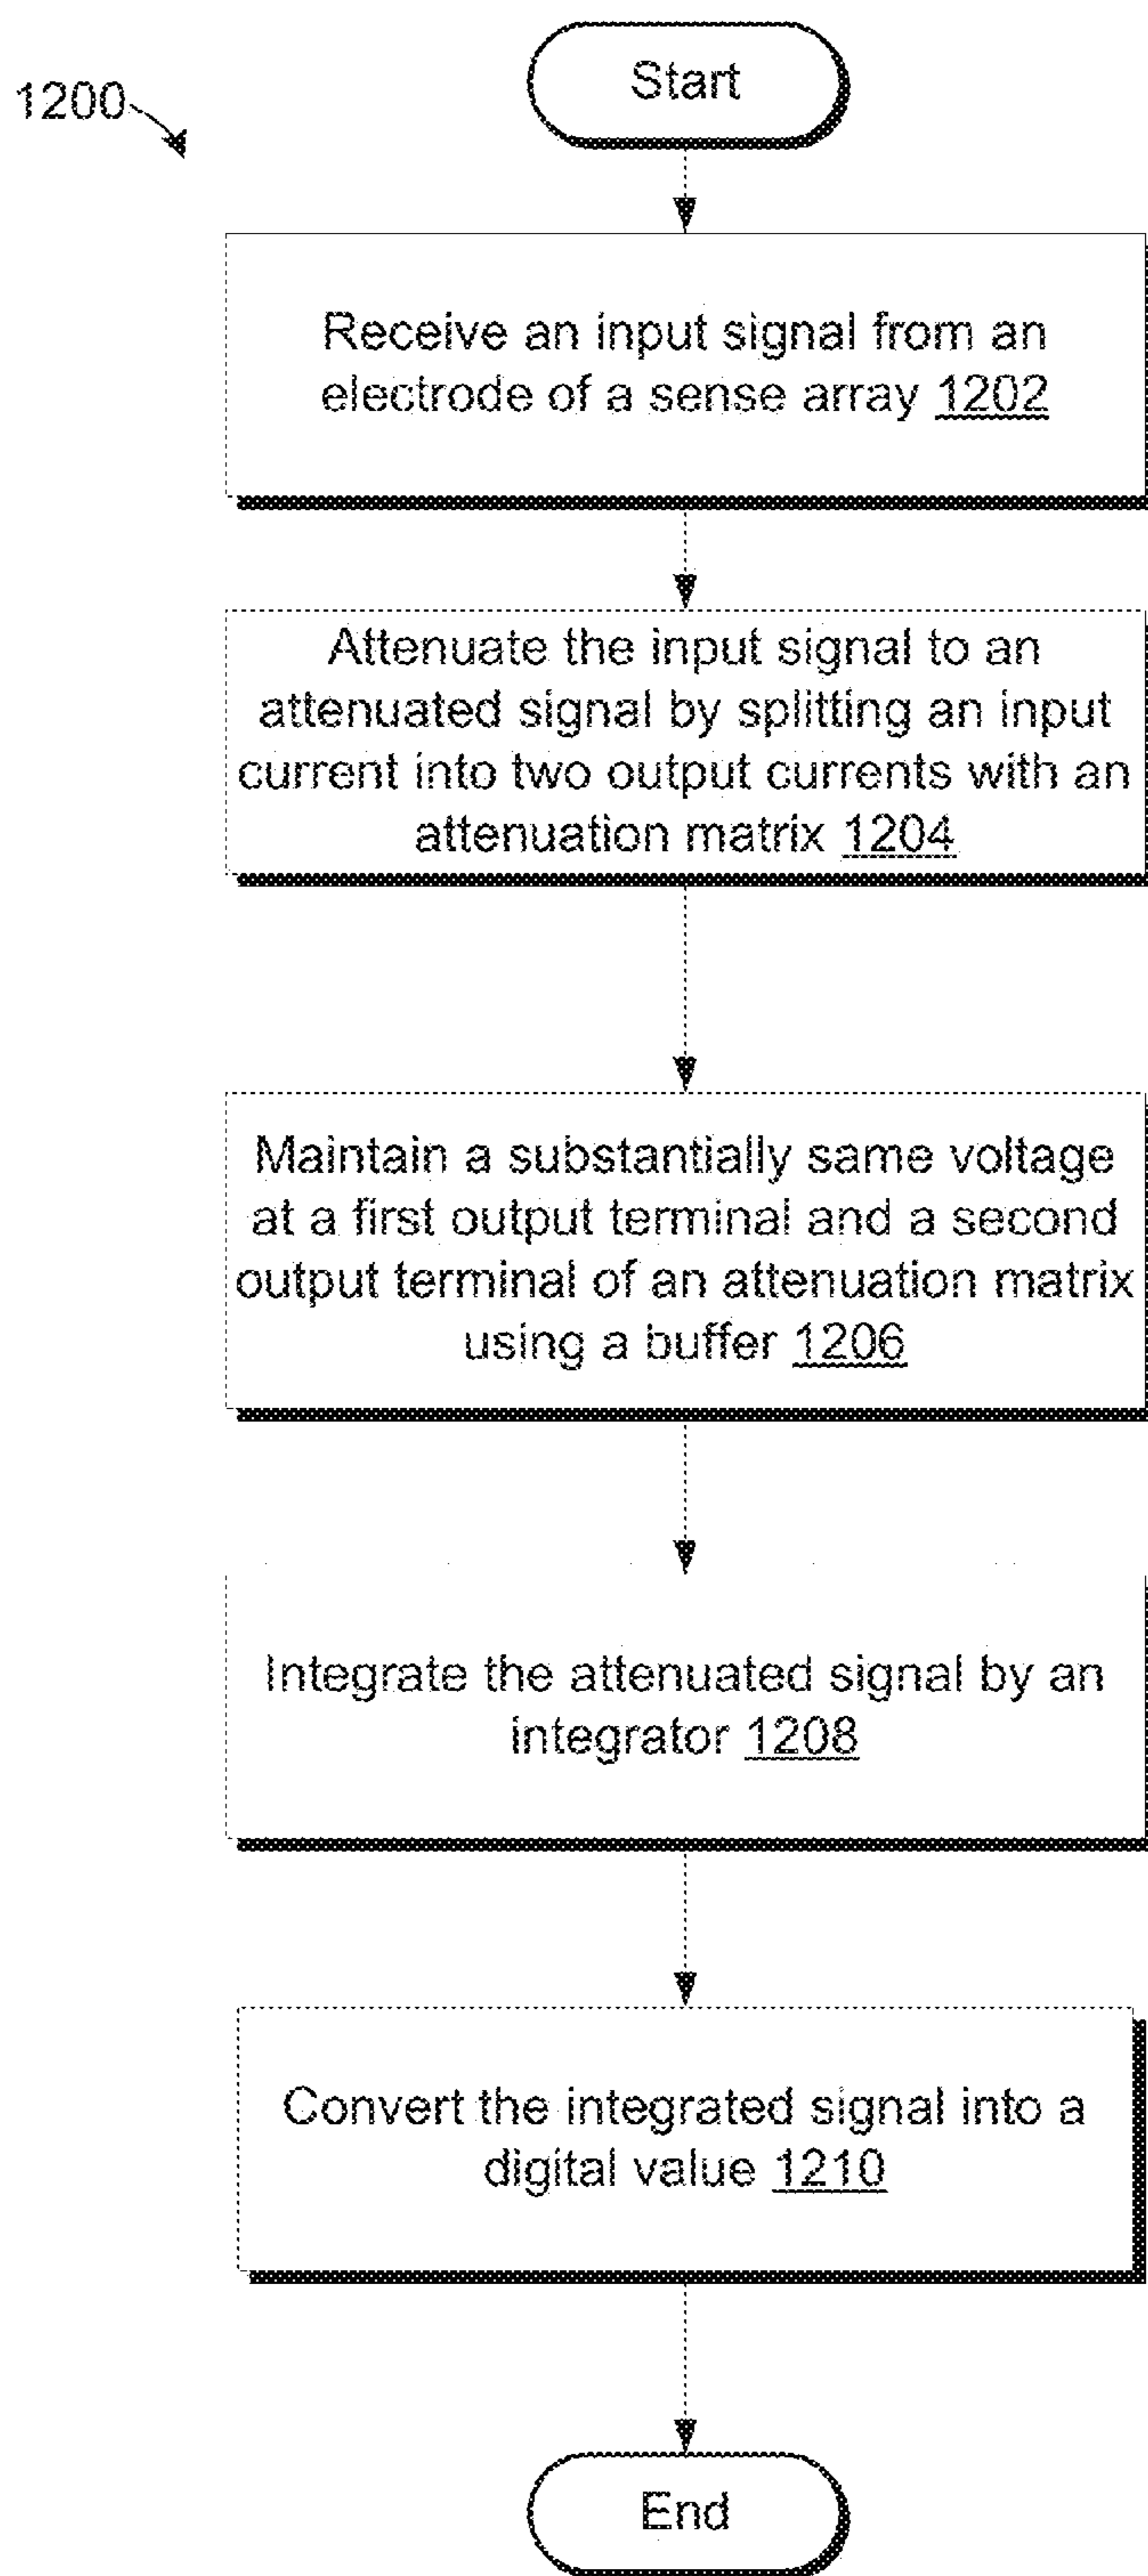 1200
Start
Receive an input signal from an
electrode of a sense array 1202
Attenuate the input signal to an
attenuated signal by splitting an input
current into two output currents with an
attenuation matrix 1204
Maintain a substantially same voltage
at a first output terminal and a second
output terminal of an attenuation matrix
using a buffer 1206
Integrate the attenuated signal by an
integrator 1208
Convert the integrated signal into a
digital value 1210
End